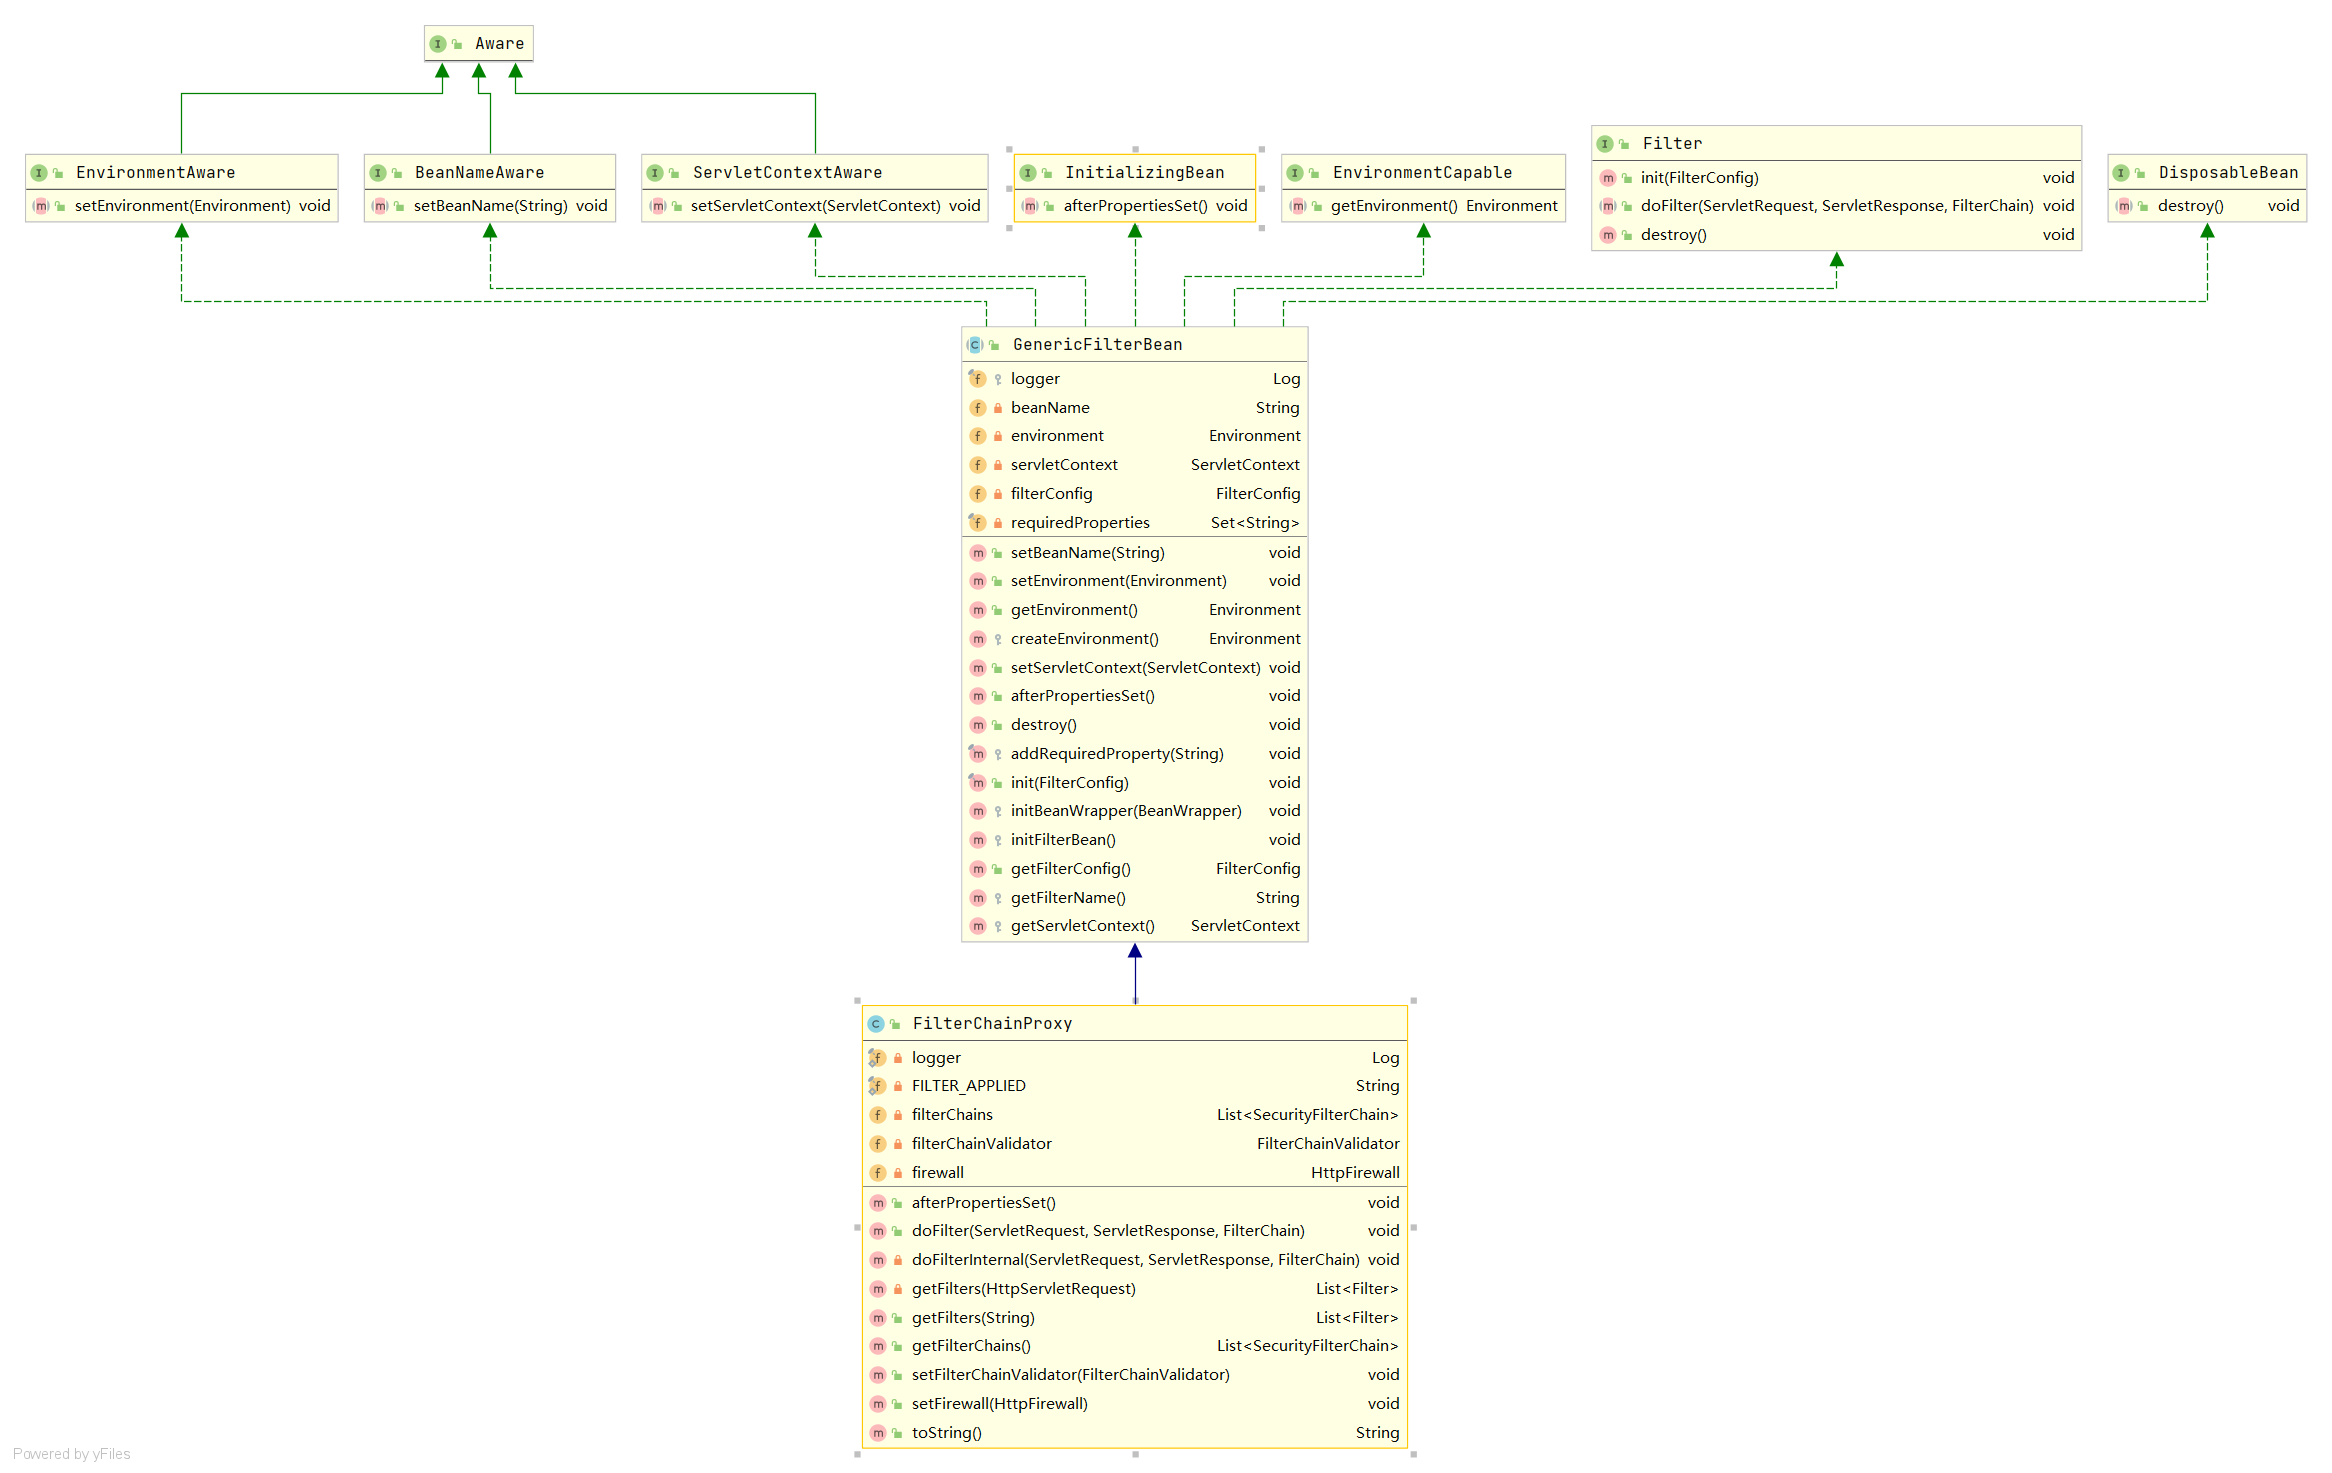 Aware
EnvironmentAware
setEnvironment(Environment) void
BeanNameAware
setBeanName(String) void
ServletContextAware
setServletContext(ServletContext) void
InitializingBean
afterPropertiesSet() void
EnvironmentCapable
getEnvironment() Environment
Filter
init(FilterConfig) void
doFilter(ServletRequest, ServletResponse, FilterChain) void
destroy() void
DisposableBean
destroy() void
GenericFilterBean
logger Log
beanName String
environment Environment
servletContext ServletContext
filterConfig FilterConfig
requiredProperties Set<String>
setBeanName(String) void
setEnvironment(Environment) void
getEnvironment() Environment
createEnvironment() Environment
setServletContext(ServletContext) void
afterPropertiesSet() void
destroy() void
addRequiredProperty(String) void
init(FilterConfig) void
initBeanWrapper(BeanWrapper) void
initFilterBean() void
getFilterConfig() FilterConfig
getFilterName() String
getServletContext() ServletContext
FilterChainProxy
logger Log
FILTER_APPLIED String
filterChains List<SecurityFilterChain>
filterChainValidator FilterChainValidator
firewall HttpFirewall
afterPropertiesSet() void
doFilter(ServletRequest, ServletResponse, FilterChain) void
doFilterInternal(ServletRequest, ServletResponse, FilterChain) void
getFilters(HttpServletRequest) List<Filter>
getFilters(String) List<Filter>
getFilterChains() List<SecurityFilterChain>
setFilterChainValidator(FilterChainValidator) void
setFirewall(HttpFirewall) void
toString() String
Powered by yFiles